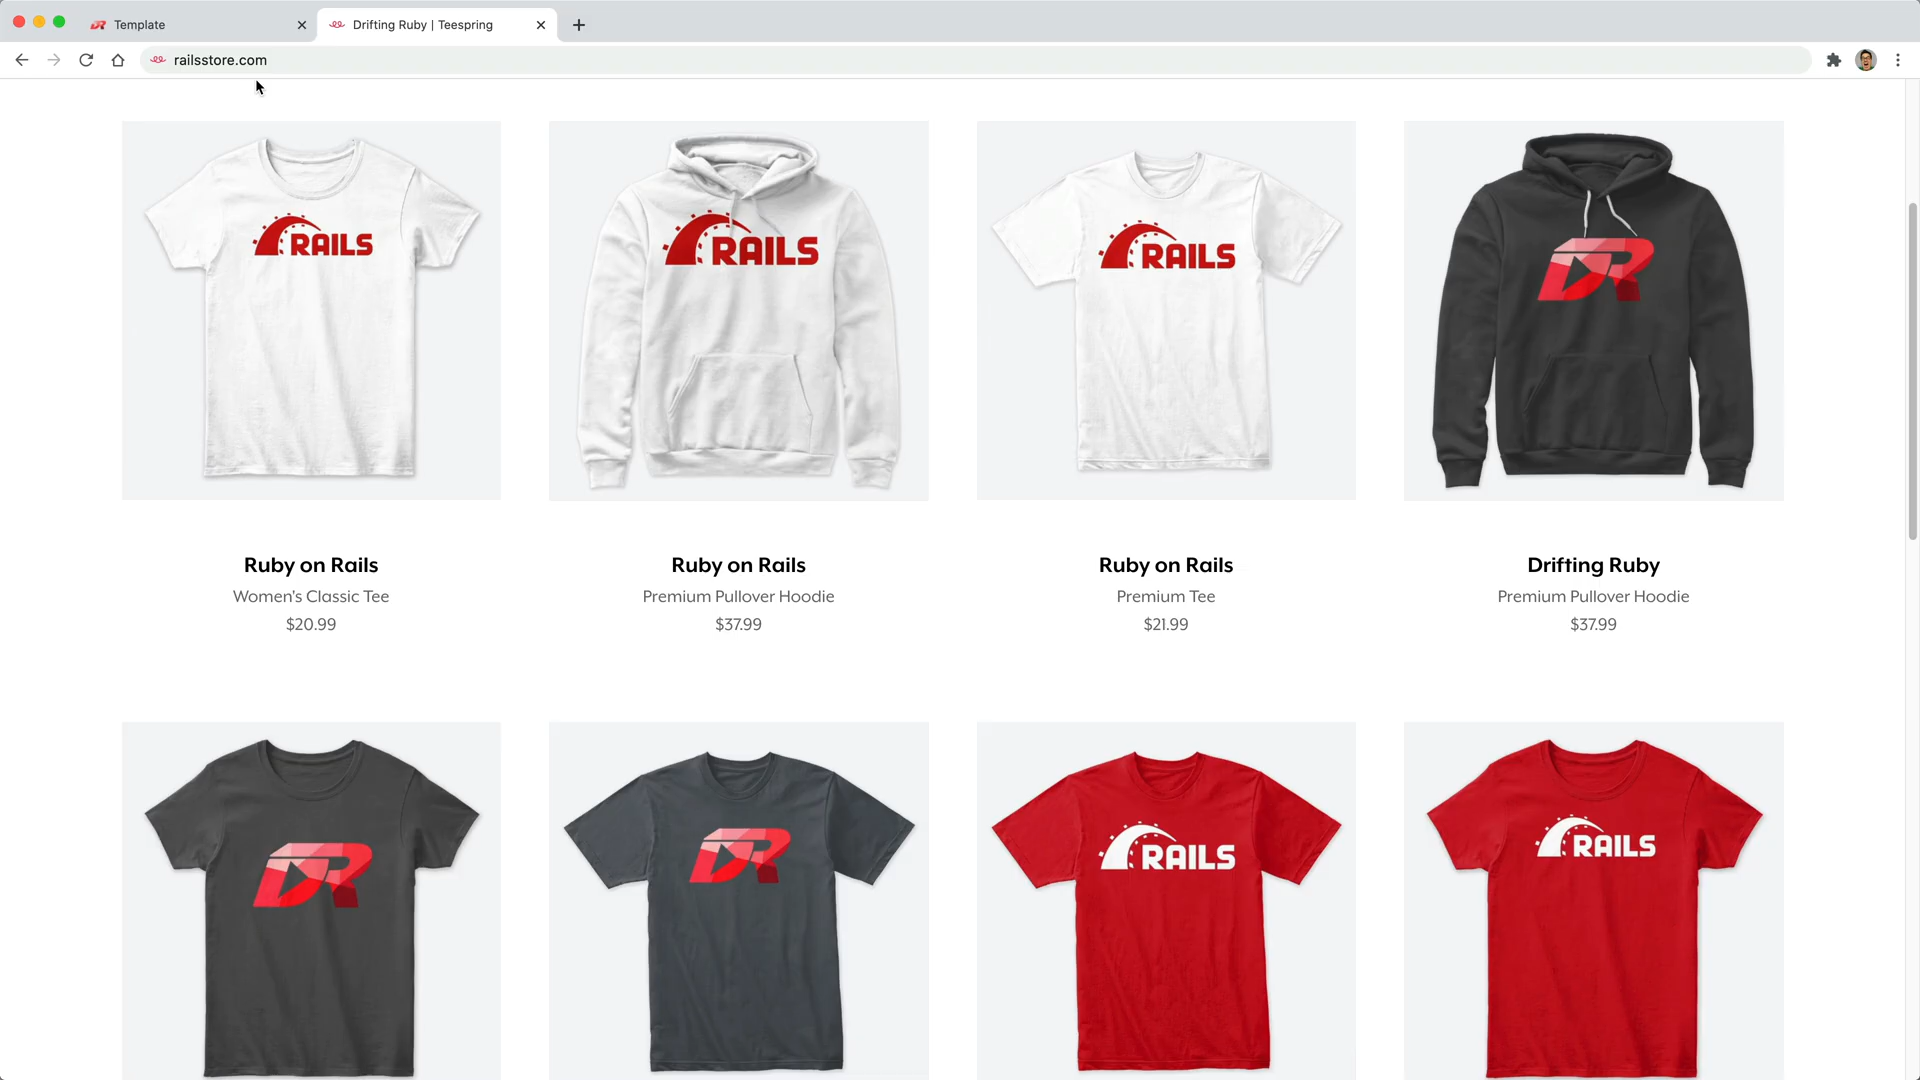 Template
Drifting Ruby | Teespring
railsstore.com
RAILS
RAILS
RAILS
DR
Ruby on Rails
Women's Classic Tee
$20.99
Ruby on Rails
Premium Pullover Hoodie
$37.99
Ruby on Rails
Premium Tee
$21.99
Drifting Ruby
Premium Pullover Hoodie
$37.99
DR
DR
RAILS
RAILS